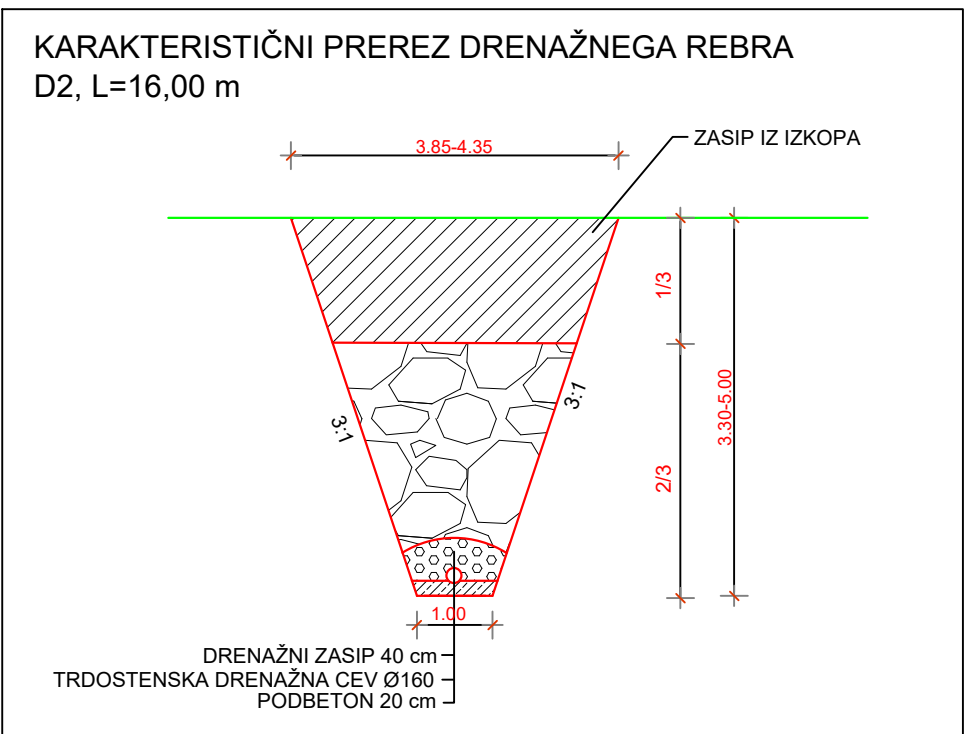 KARAKTERISTIČNI PREREZ DRENAŽNEGA REBRA
D2, L=16,00 m
3.85-4.35
ZASIP IZ IZKOPA
1/3
3.30-5.00
3:1
3:1
2/3
1.00
DRENAŽNI ZASIP 40 cm
TRDOSTENSKA DRENAŽNA CEV Ø160
PODBETON 20 cm